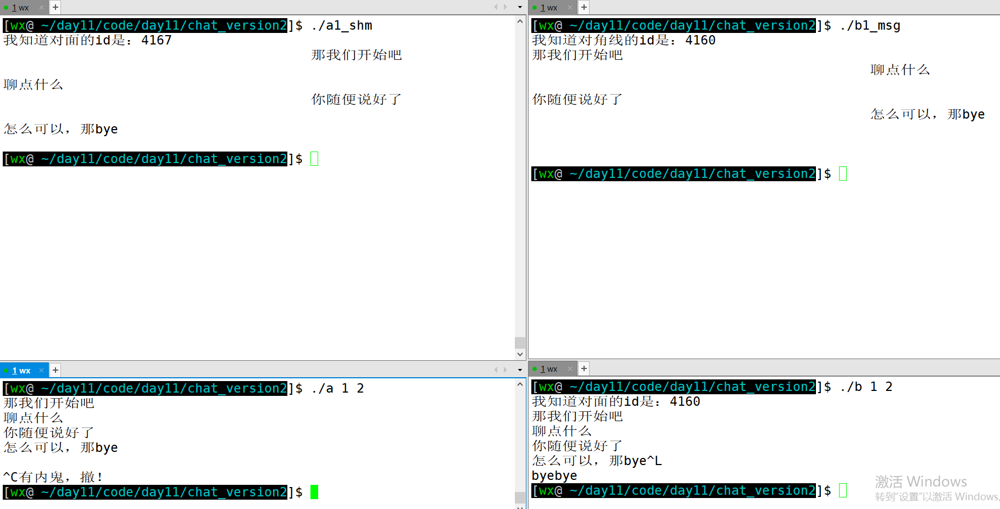 1 wx × +
[wx@ ~/day11/code/day11/chat_version2]$ ./a1_shm
我知道对面的id是：4167
那我们开始吧
聊点什么
你随便说好了
怎么可以，那bye
[wx@ ~/day11/code/day11/chat_version2]$
1 wx × +
[wx@ ~/day11/code/day11/chat_version2]$ ./b1_msg
我知道对角线的id是：4160
那我们开始吧
聊点什么
你随便说好了
怎么可以，那bye
[wx@ ~/day11/code/day11/chat_version2]$
1 wx × +
[wx@ ~/day11/code/day11/chat_version2]$ ./a 1 2
那我们开始吧
聊点什么
你随便说好了
怎么可以，那bye
^C有内鬼，撤！
[wx@ ~/day11/code/day11/chat_version2]$
1 wx × +
[wx@ ~/day11/code/day11/chat_version2]$ ./b 1 2
我知道对面的id是：4160
那我们开始吧
聊点什么
你随便说好了
怎么可以，那bye^L
byebye
[wx@ ~/day11/code/day11/chat_version2]$
激活 Windows
转到“设置”以激活 Windows。